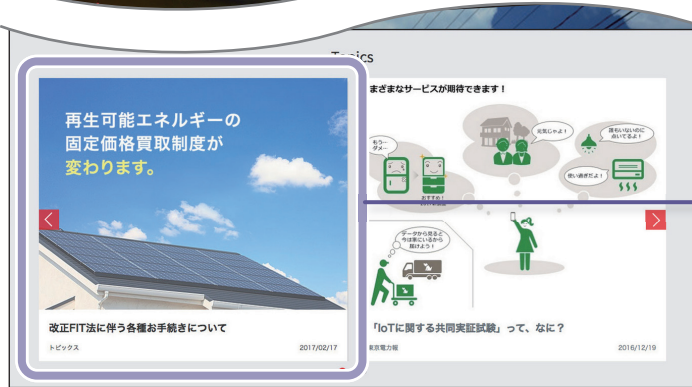 Topics
再生可能エネルギーの
固定価格買取制度が
変わります。
改正FIT法に伴う各種お手続きについて
トピックス
2017/02/17
まざまなサービスが期待できます！
もう…
ダメ…
おすすめ！
元気じゃよ！
誰もいないのに
点いてるよ！
使い過ぎだよ！
データから見ると
今は家にいるから
届けよう！
「IoTに関する共同実証試験」って、なに？
東京電力報
2016/12/19